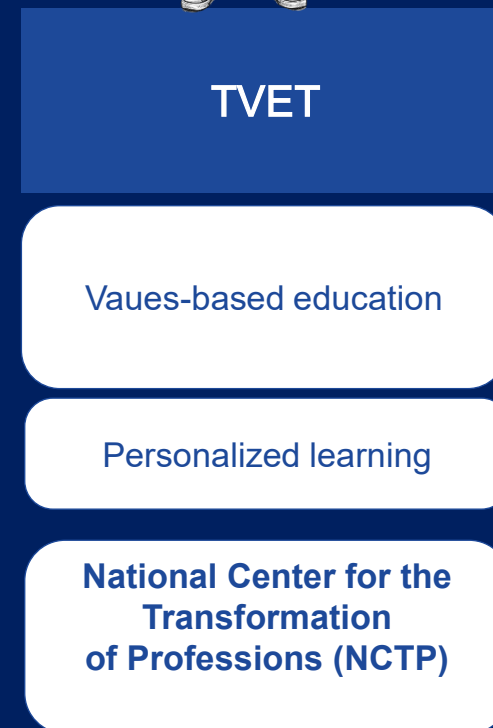 TVET
Vaues-based education
Personalized learning
National Center for the
Transformation
of Professions (NCTP)